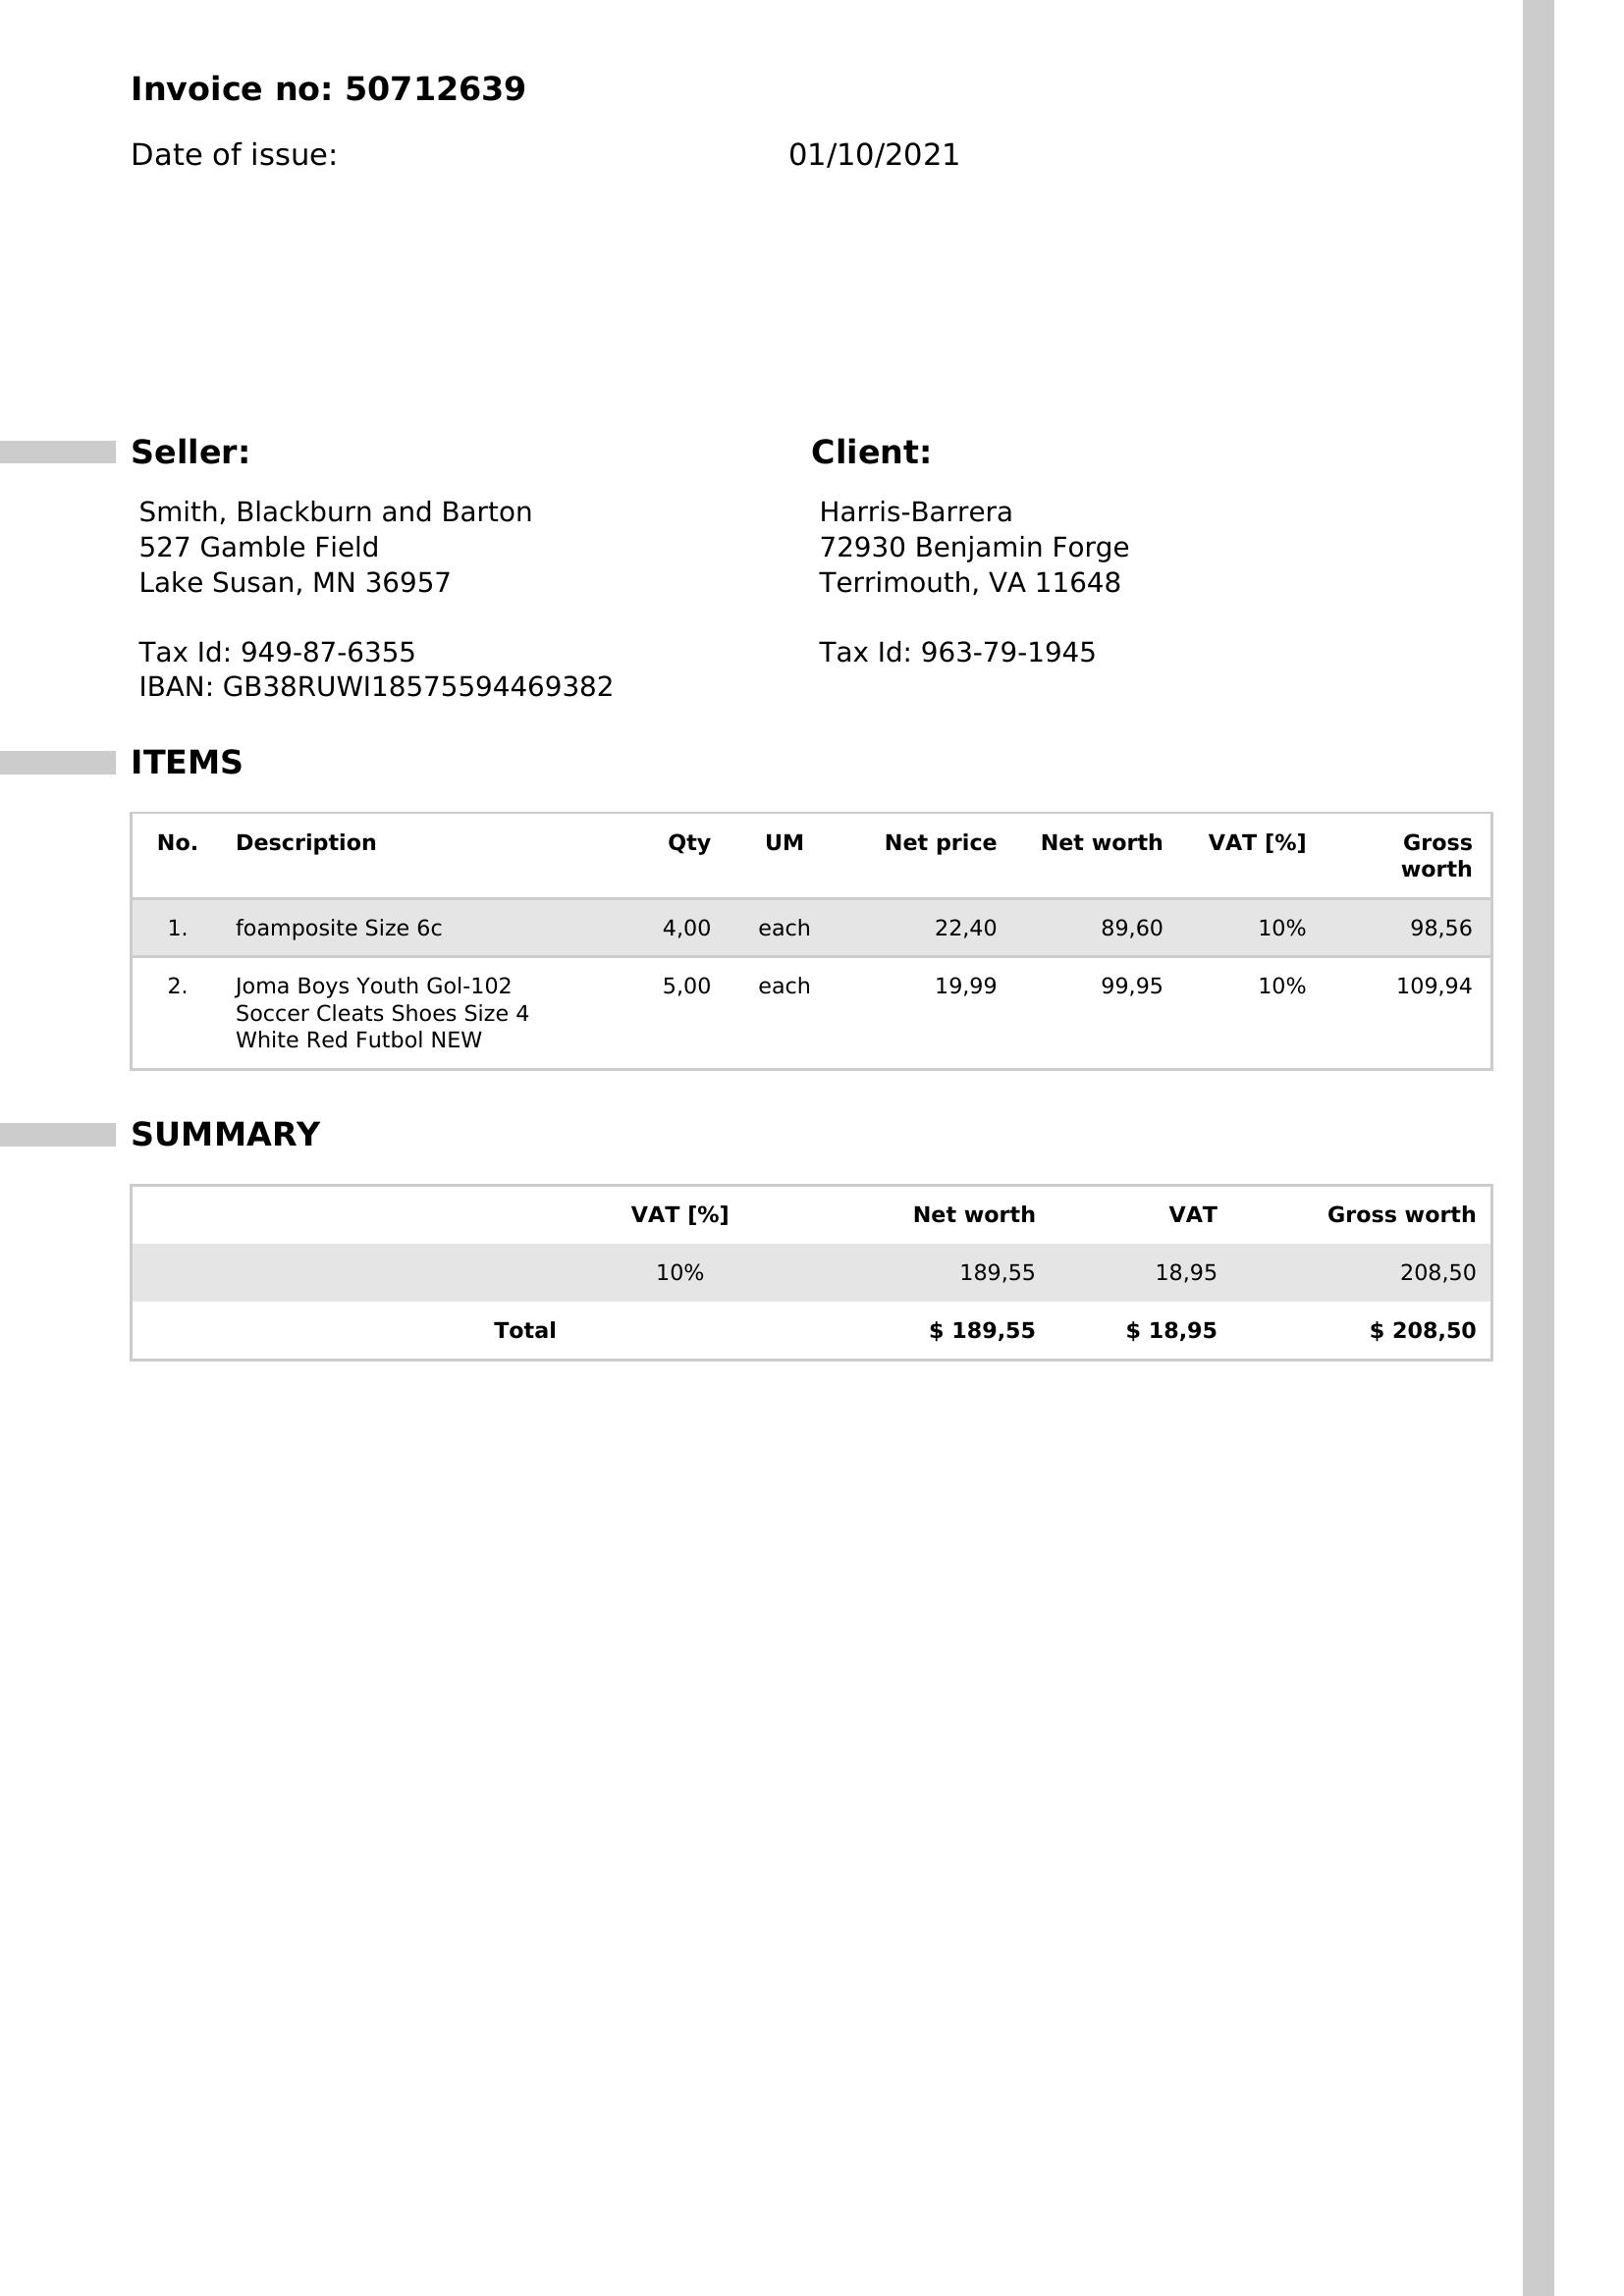 Invoice no: 50712639
Date of issue: 01/10/2021
Seller:
Smith, Blackburn and Barton
527 Gamble Field
Lake Susan, MN 36957
Tax Id: 949-87-6355
IBAN: GB38RUWI18575594469382
Client:
Harris-Barrera
72930 Benjamin Forge
Terrimouth, VA 11648
Tax Id: 963-79-1945
ITEMS
No. Description Qty UM Net price Net worth VAT [%] Gross
worth
1. foamposite Size 6c 4,00 each 22,40 89,60 10% 98,56
2. Joma Boys Youth Gol-102 5,00 each 19,99 99,95 10% 109,94
Soccer Cleats Shoes Size 4
White Red Futbol NEW
SUMMARY
VAT [%] Net worth VAT Gross worth
10% 189,55 18,95 208,50
Total $ 189,55 $ 18,95 $ 208,50